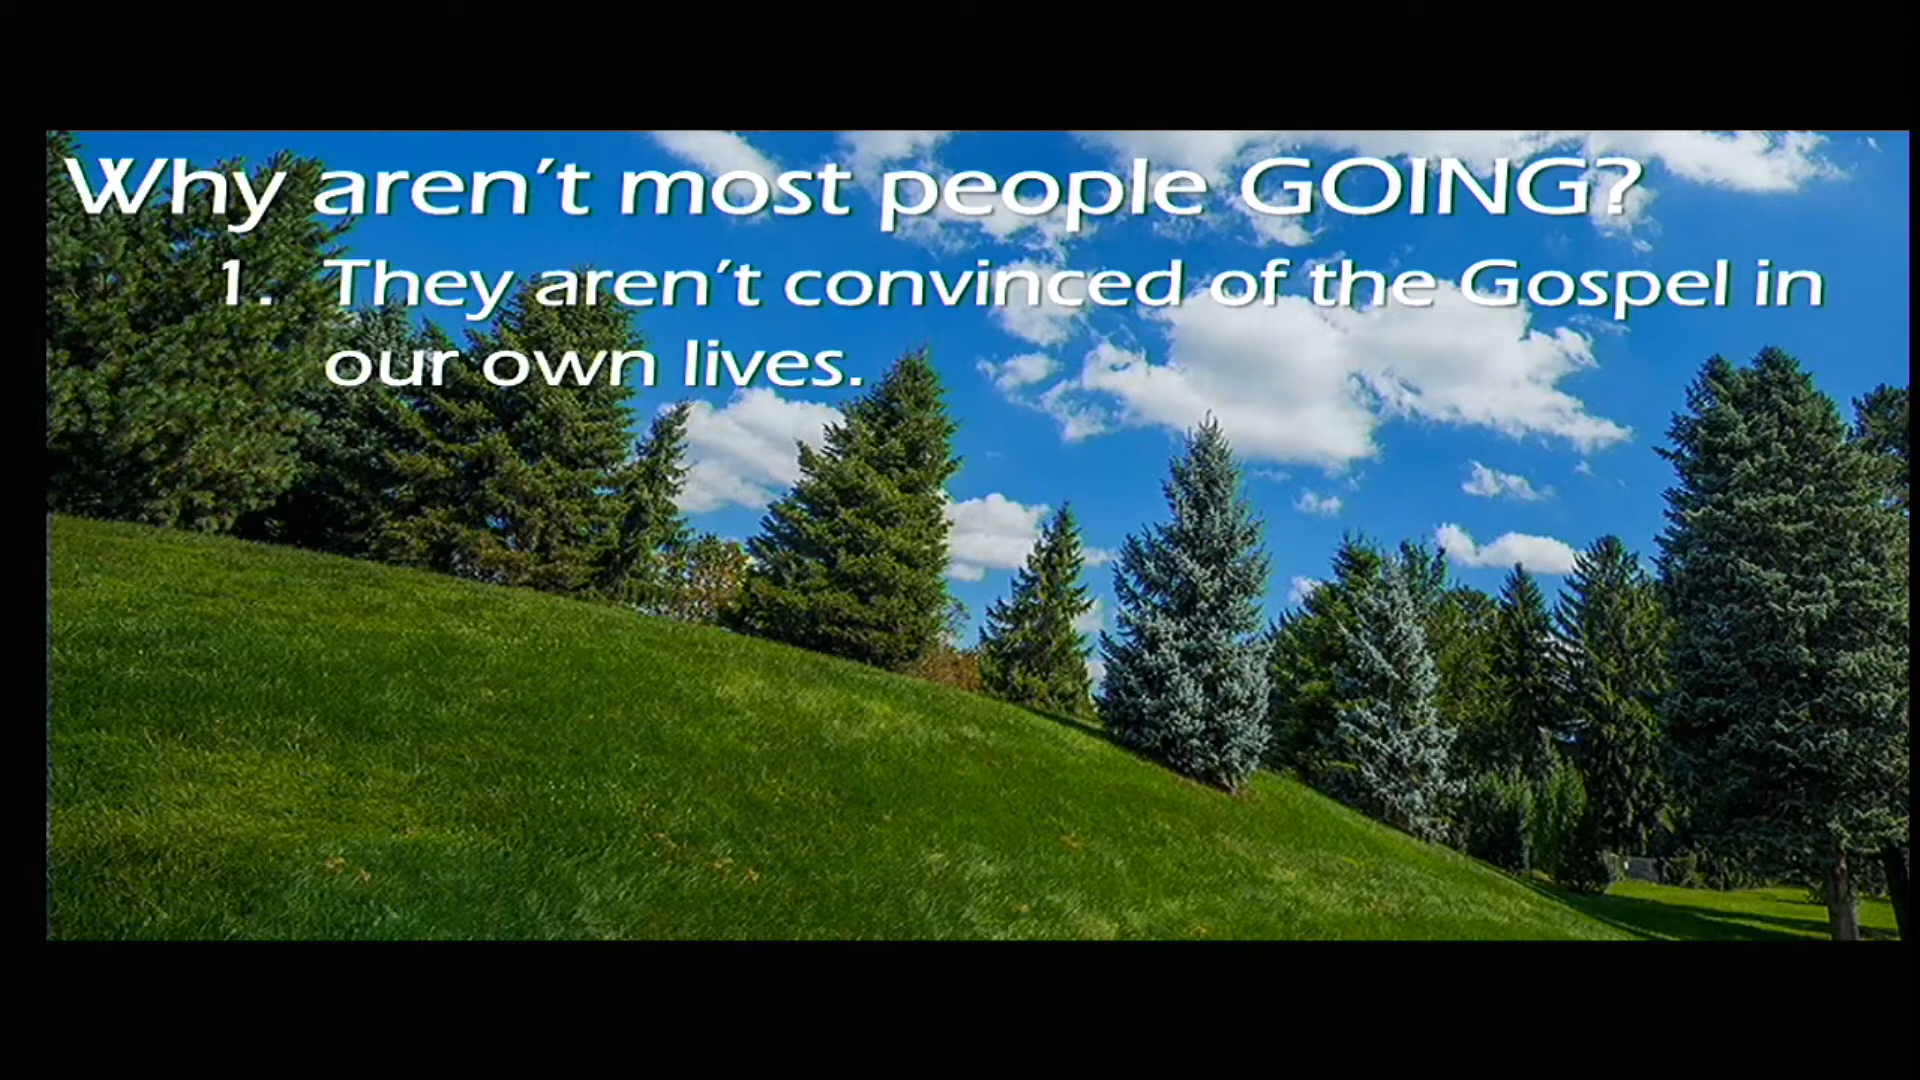 Why aren't most people GOING?
1. They aren't convinced of the Gospel in
our own lives.